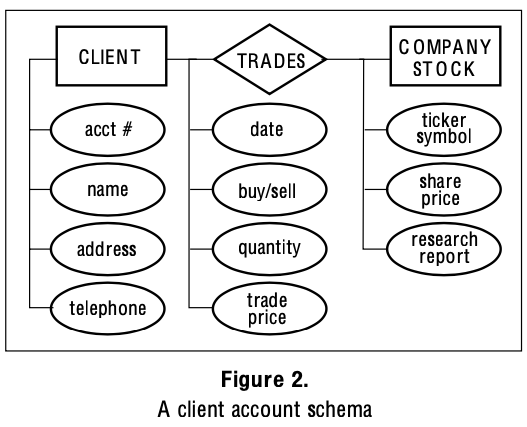 CLIENT
TRADES
COMPANY
STOCK
acct #
date
ticker
symbol
name
buy/sell
share
price
address
quantity
research
report
telephone
trade
price
Figure 2.
A client account schema